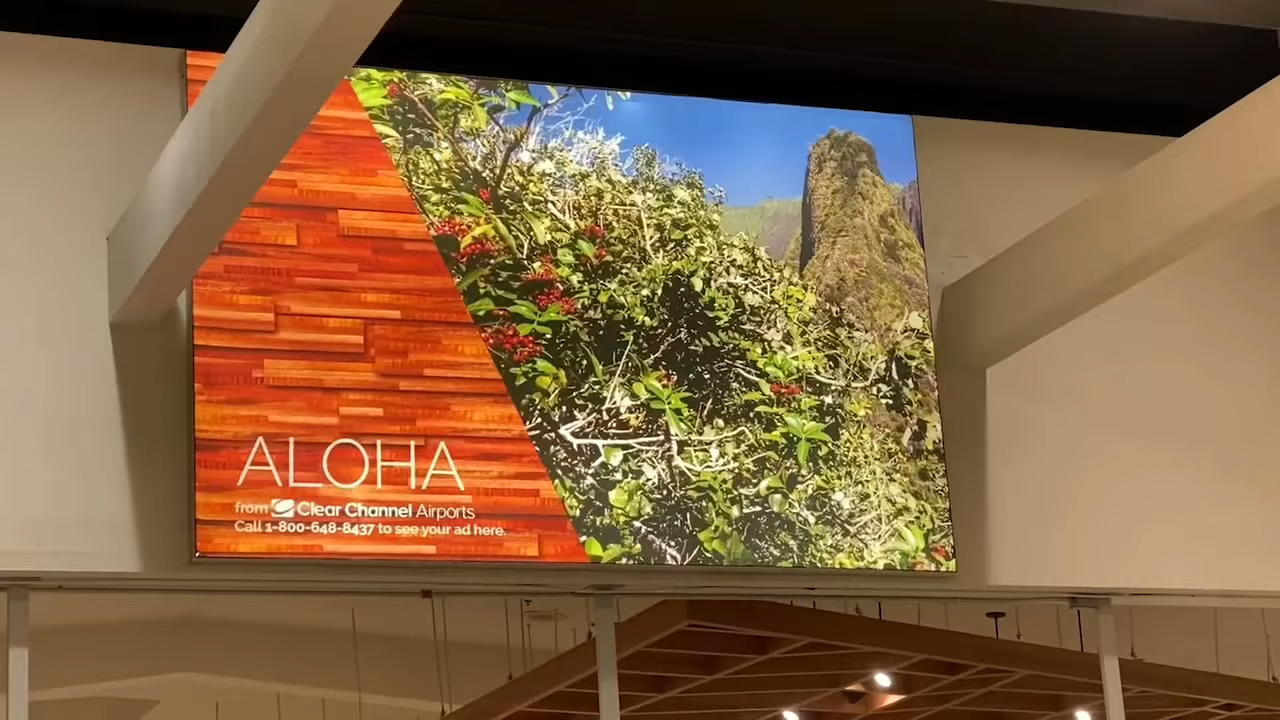 ALOHA
from Clear Channel Airports
Call 1-800-648-8437 to see your ad here.